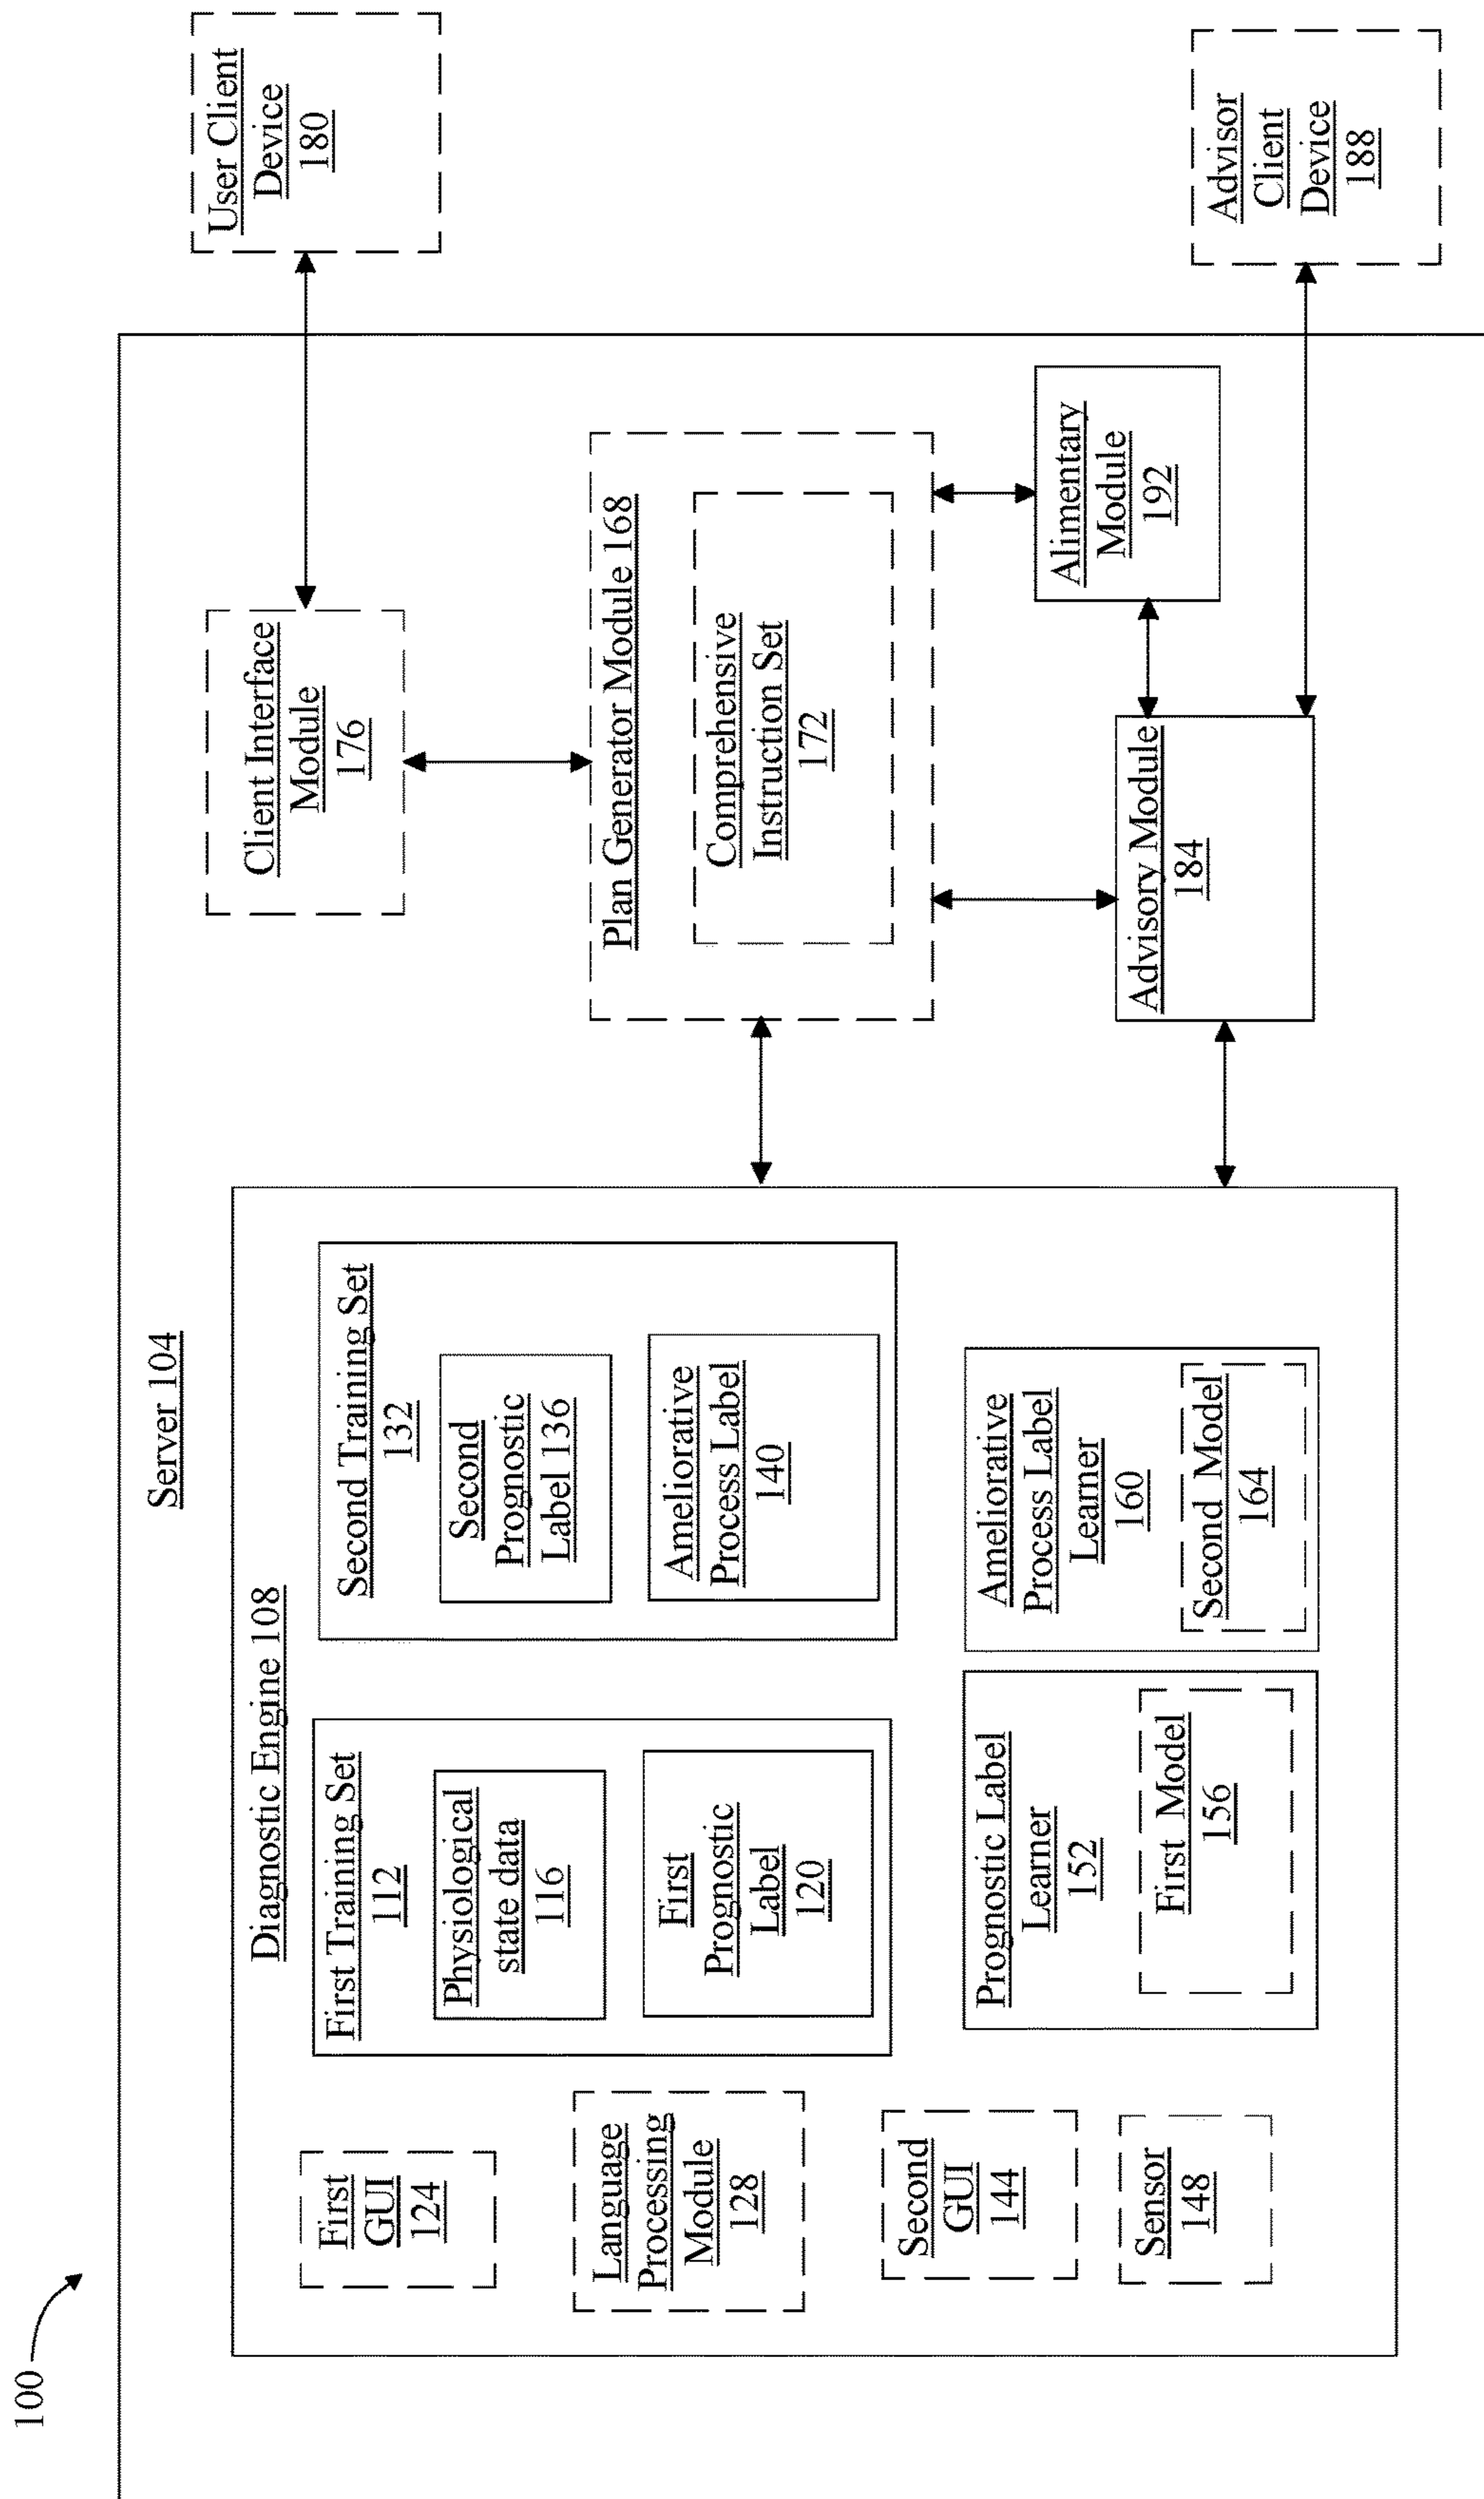 100
Server 104
Diagnostic Engine 108
First
GUI
124
Language
Processing
Module
128
Second
GUI
144
Sensor
148
First Training Set
112
Physiological
state data
116
First
Prognostic
Label
120
Second Training Set
132
Second
Prognostic
Label 136
Ameliorative
Process Label
140
Prognostic Label
Learner
152
First Model
156
Ameliorative
Process Label
Learner
160
Second Model
164
Client Interface
Module
176
Plan Generator Module 168
Comprehensive
Instruction Set
172
Advisory Module
184
Alimentary
Module
192
User Client
Device
180
Advisor
Client
Device
188